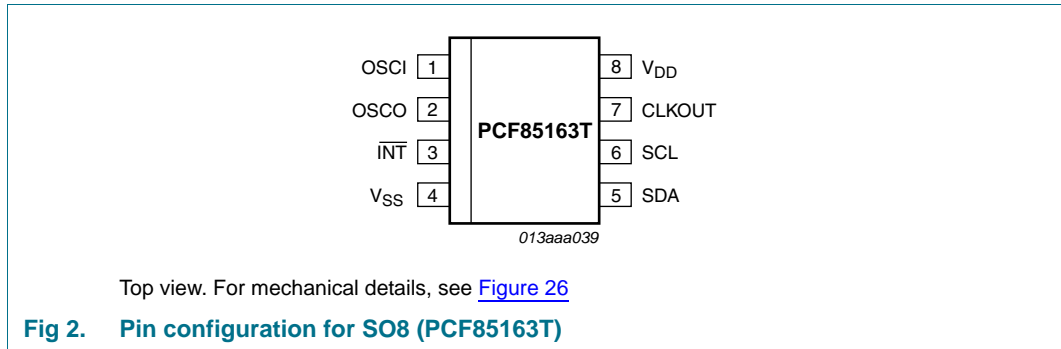 OSCI 1 8 VDD
OSCO 2 7 CLKOUT
PCF85163T
INT 3 6 SCL
VSS 4 5 SDA
013aaa039
Top view. For mechanical details, see Figure 26
Fig 2. Pin configuration for SO8 (PCF85163T)